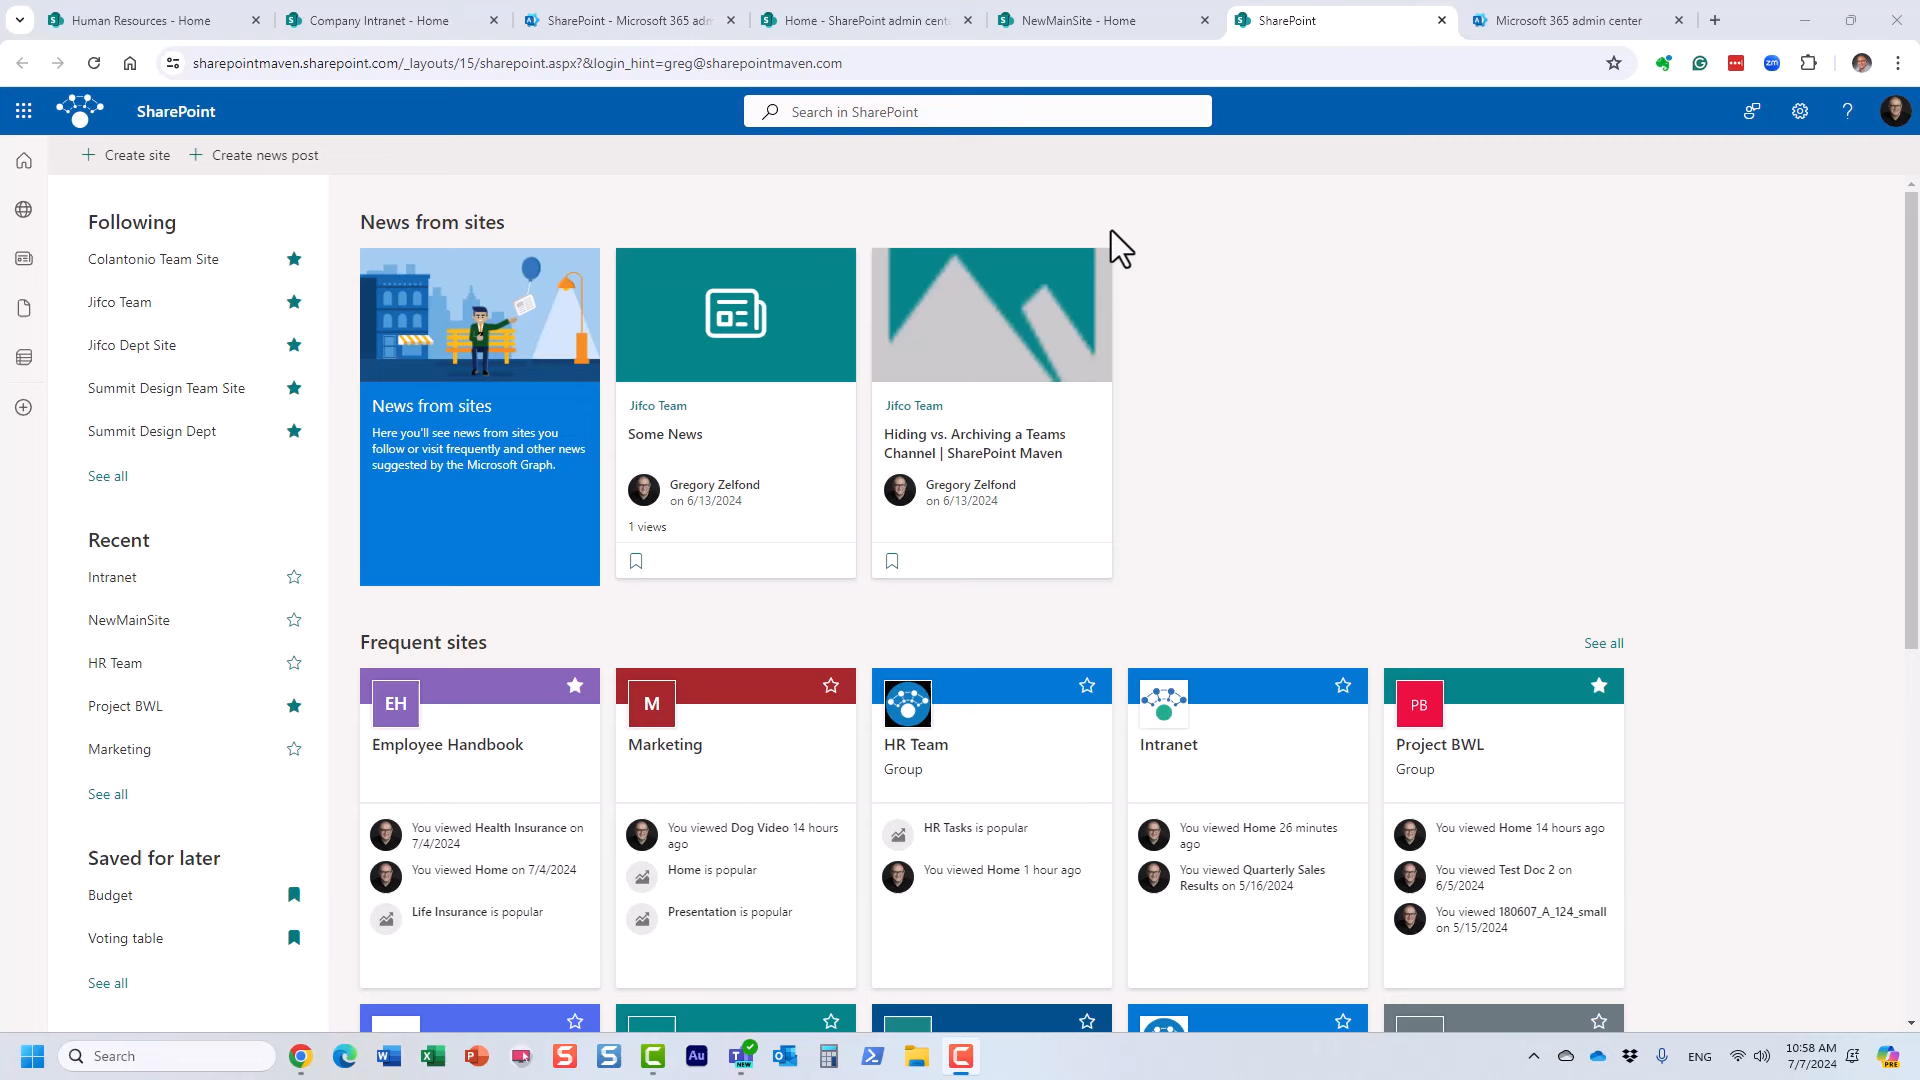 Human Resources - Home
Company Intranet - Home
SharePoint - Microsoft 365 adm
Home - SharePoint admin cent
NewMainSite - Home
SharePoint
Microsoft 365 admin center
sharepointmaven.sharepoint.com/_layouts/15/sharepoint.aspx?&login_hint=greg@sharepointmaven.com
zm
SharePoint
Search in SharePoint
Create site
Create news post
Following
Colantonio Team Site
Jifco Team
Jifco Dept Site
Summit Design Team Site
Summit Design Dept
See all
Recent
Intranet
NewMainSite
HR Team
Project BWL
Marketing
See all
Saved for later
Budget
Voting table
See all
News from sites
News from sites
Here you'll see news from sites you
follow or visit frequently and other news
suggested by the Microsoft Graph.
Jifco Team
Some News
Gregory Zelfond
on 6/13/2024
1 views
Jifco Team
Hiding vs. Archiving a Teams
Channel | SharePoint Maven
Gregory Zelfond
on 6/13/2024
Frequent sites
See all
EH
Employee Handbook
You viewed Health Insurance on
7/4/2024
You viewed Home on 7/4/2024
Life Insurance is popular
M
Marketing
You viewed Dog Video 14 hours
ago
Home is popular
Presentation is popular
HR Team
Group
HR Tasks is popular
You viewed Home 1 hour ago
Intranet
You viewed Home 26 minutes
ago
You viewed Quarterly Sales
Results on 5/16/2024
PB
Project BWL
Group
You viewed Home 14 hours ago
You viewed Test Doc 2 on
6/5/2024
You viewed 180607_A_124_small
on 5/15/2024
Search
Au
NEW
ENG
10:58 AM
7/7/2024
PRE